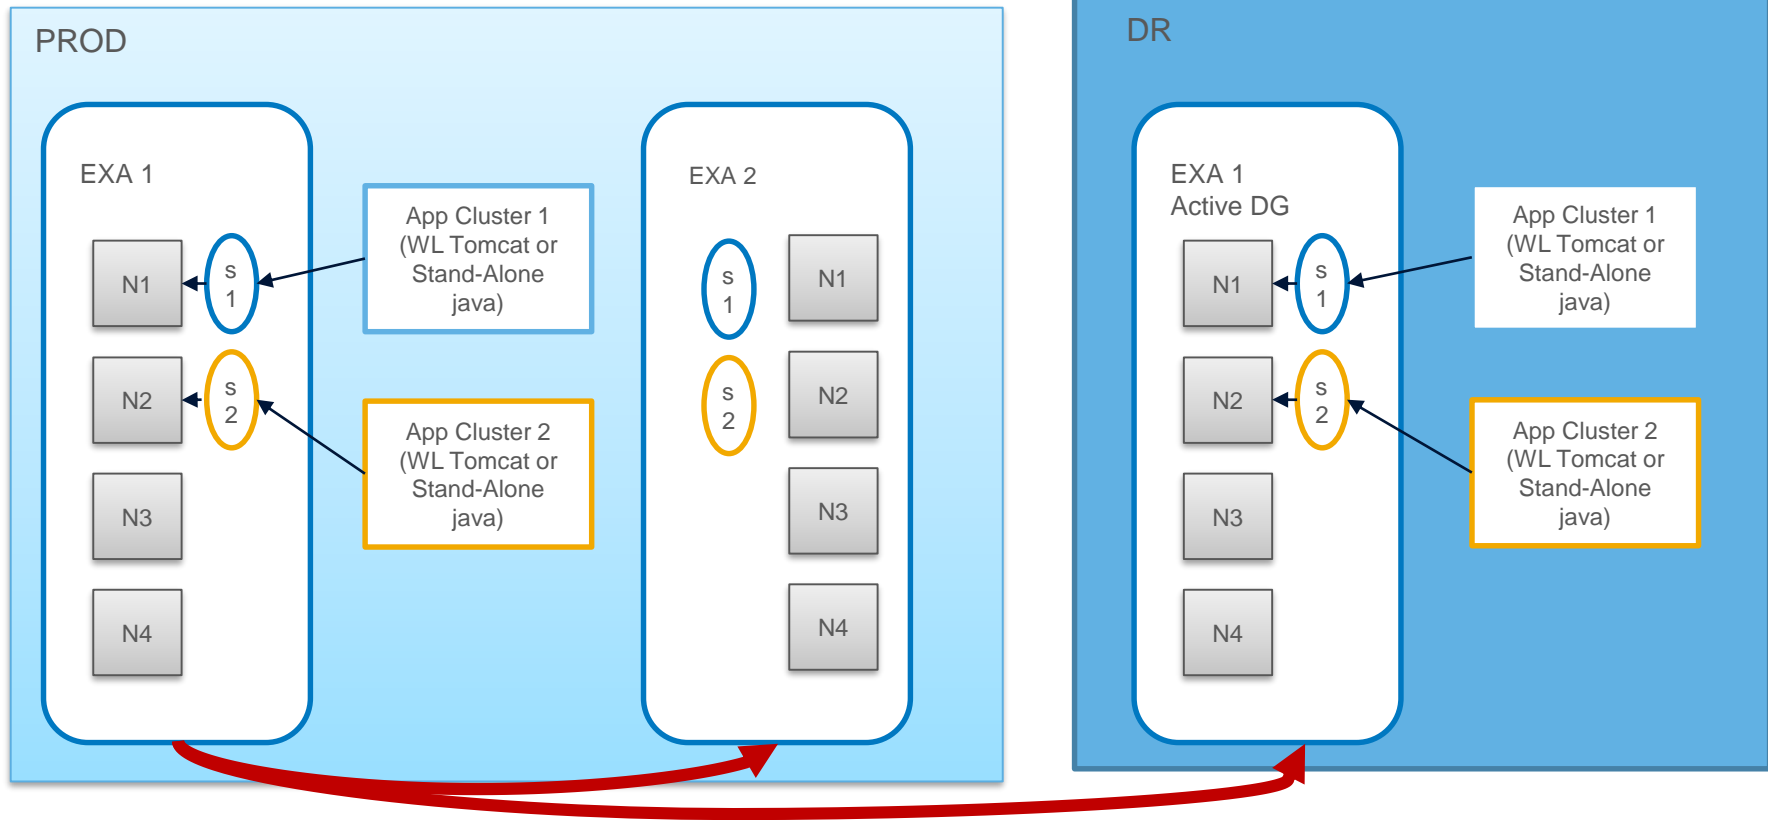 PROD
EXA 1
N1
s
1
N2
s
2
N3
N4
App Cluster 1
(WL Tomcat or
Stand-Alone
java)
App Cluster 2
(WL Tomcat or
Stand-Alone
java)
EXA 2
s
1
N1
s
2
N2
N3
N4
DR
EXA 1
Active DG
N1
s
1
N2
s
2
N3
N4
App Cluster 1
(WL Tomcat or
Stand-Alone
java)
App Cluster 2
(WL Tomcat or
Stand-Alone
java)